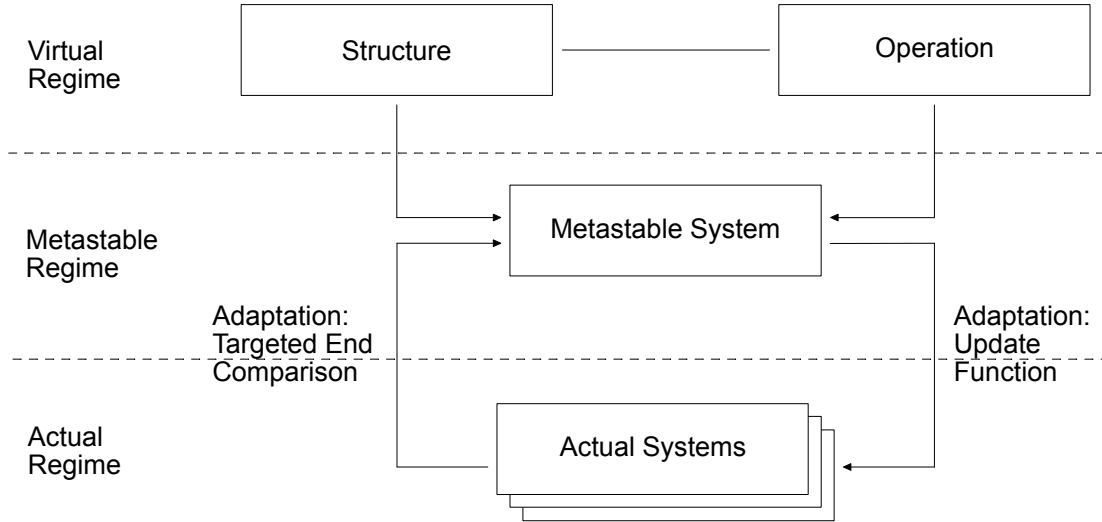 Virtual
Regime
Structure
Operation
Metastable
Regime
Metastable System
Adaptation:
Targeted End
Comparison
Adaptation:
Update
Function
Actual
Regime
Actual Systems